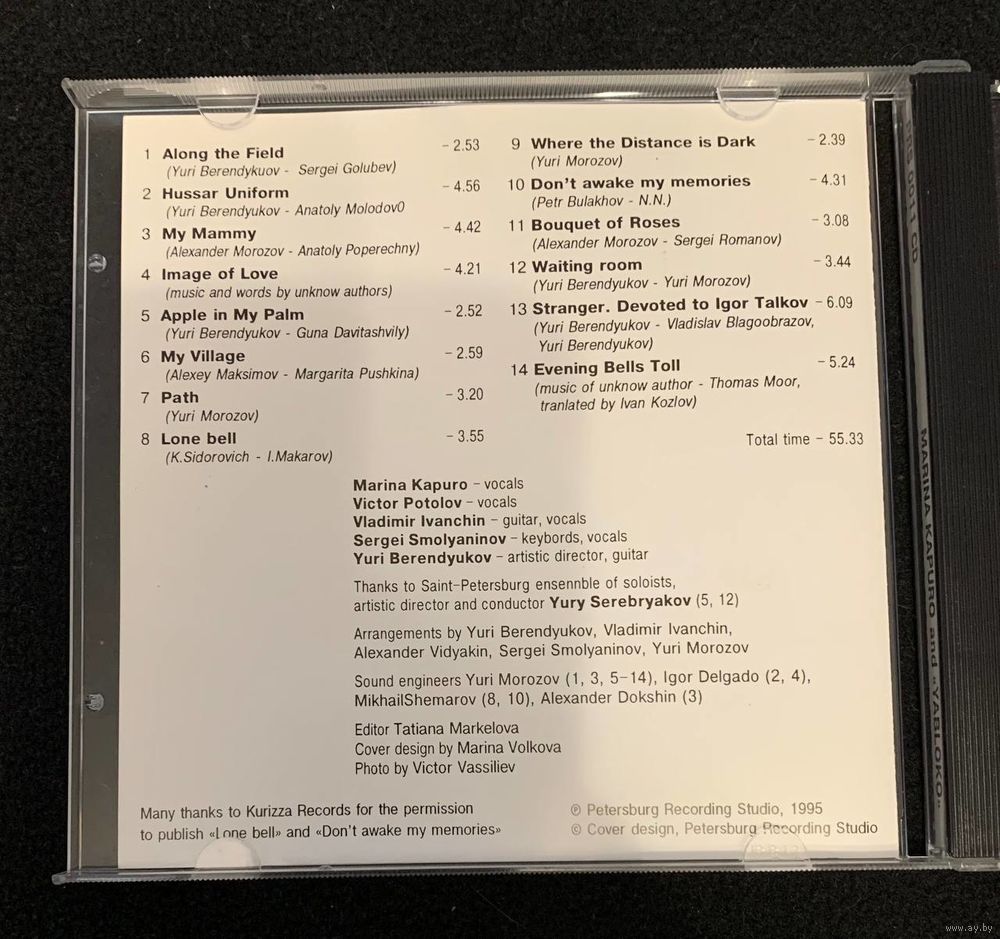 1 Along the Field – 2.53
(Yuri Berendykuov - Sergei Golubev)
2 Hussar Uniform – 4.56
(Yuri Berendyukov - Anatoly Molodov0
3 My Mammy – 4.42
(Alexander Morozov - Anatoly Poperechny)
4 Image of Love – 4.21
(music and words by unknow authors)
5 Apple in My Palm – 2.52
(Yuri Berendyukov - Guna Davitashvily)
6 My Village – 2.59
(Alexey Maksimov - Margarita Pushkina)
7 Path – 3.20
(Yuri Morozov)
8 Lone bell – 3.55
(K.Sidorovich - I.Makarov)
9 Where the Distance is Dark – 2.39
(Yuri Morozov)
10 Don't awake my memories – 4.31
(Petr Bulakhov - N.N.)
11 Bouquet of Roses – 3.08
(Alexander Morozov - Sergei Romanov)
12 Waiting room – 3.44
(Yuri Berendyukov - Yuri Morozov)
13 Stranger. Devoted to Igor Talkov – 6.09
(Yuri Berendyukov - Vladislav Blagoobrazov,
Yuri Berendyukov)
14 Evening Bells Toll – 5.24
(music of unknow author - Thomas Moor,
tranlated by Ivan Kozlov)
Total time – 55.33
Marina Kapuro – vocals
Victor Potolov – vocals
Vladimir Ivanchin – guitar, vocals
Sergei Smolyaninov – keybords, vocals
Yuri Berendyukov – artistic director, guitar
Thanks to Saint-Petersburg ensennble of soloists,
artistic director and conductor Yury Serebryakov (5, 12)
Arrangements by Yuri Berendyukov, Vladimir Ivanchin,
Alexander Vidyakin, Sergei Smolyaninov, Yuri Morozov
Sound engineers Yuri Morozov (1, 3, 5-14), Igor Delgado (2, 4),
MikhailShemarov (8, 10), Alexander Dokshin (3)
Editor Tatiana Markelova
Cover design by Marina Volkova
Photo by Victor Vassiliev
Many thanks to Kurizza Records for the permission
to publish «Lone bell» and «Don't awake my memories»
℗ Petersburg Recording Studio, 1995
© Cover design, Petersburg Recording Studio
MARINA KAPURO and «YABLOKO»
www.ay.by